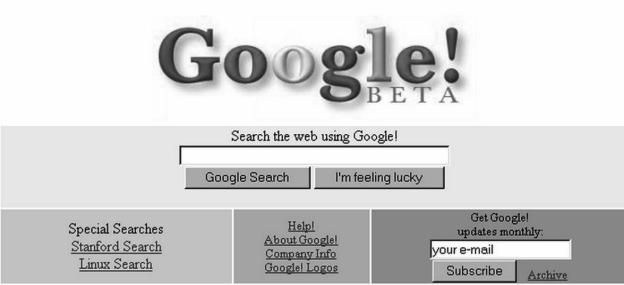 Google!
BETA
Search the web using Google!
Google Search I'm feeling lucky
Special Searches
Stanford Search
Linux Search
Help!
About Google!
Company Info
Google! Logos
Get Google!
updates monthly:
your e-mail
Subscribe Archive